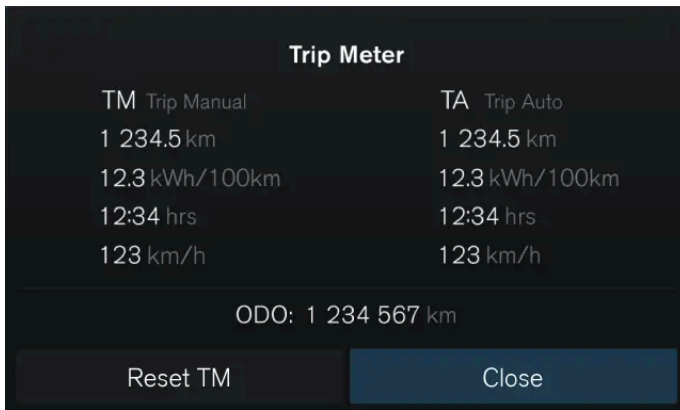 Trip Meter
TM Trip Manual
1 234.5 km
12.3 kWh/100km
12:34 hrs
123 km/h
TA Trip Auto
1 234.5 km
12.3 kWh/100km
12:34 hrs
123 km/h
ODO: 1 234 567 km
Reset TM
Close